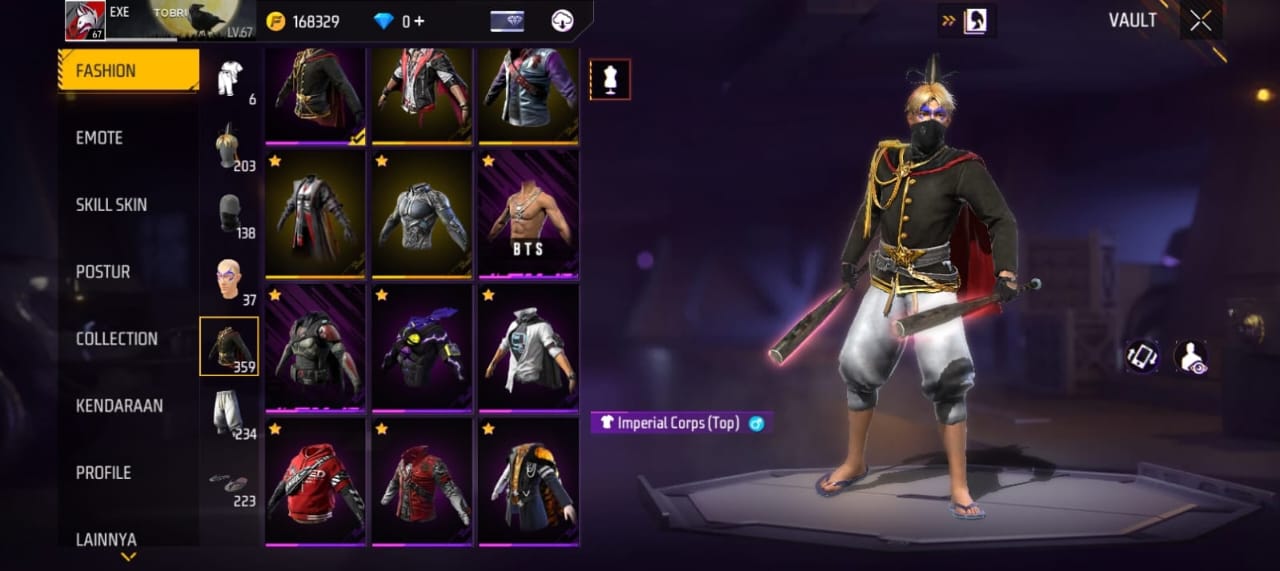 EXE
TOBRI
67
LV.67
168329
0 +
VAULT
FASHION
EMOTE
SKILL SKIN
POSTUR
COLLECTION
KENDARAAN
PROFILE
LAINNYA
6
203
138
37
359
234
223
BTS
Imperial Corps (Top)